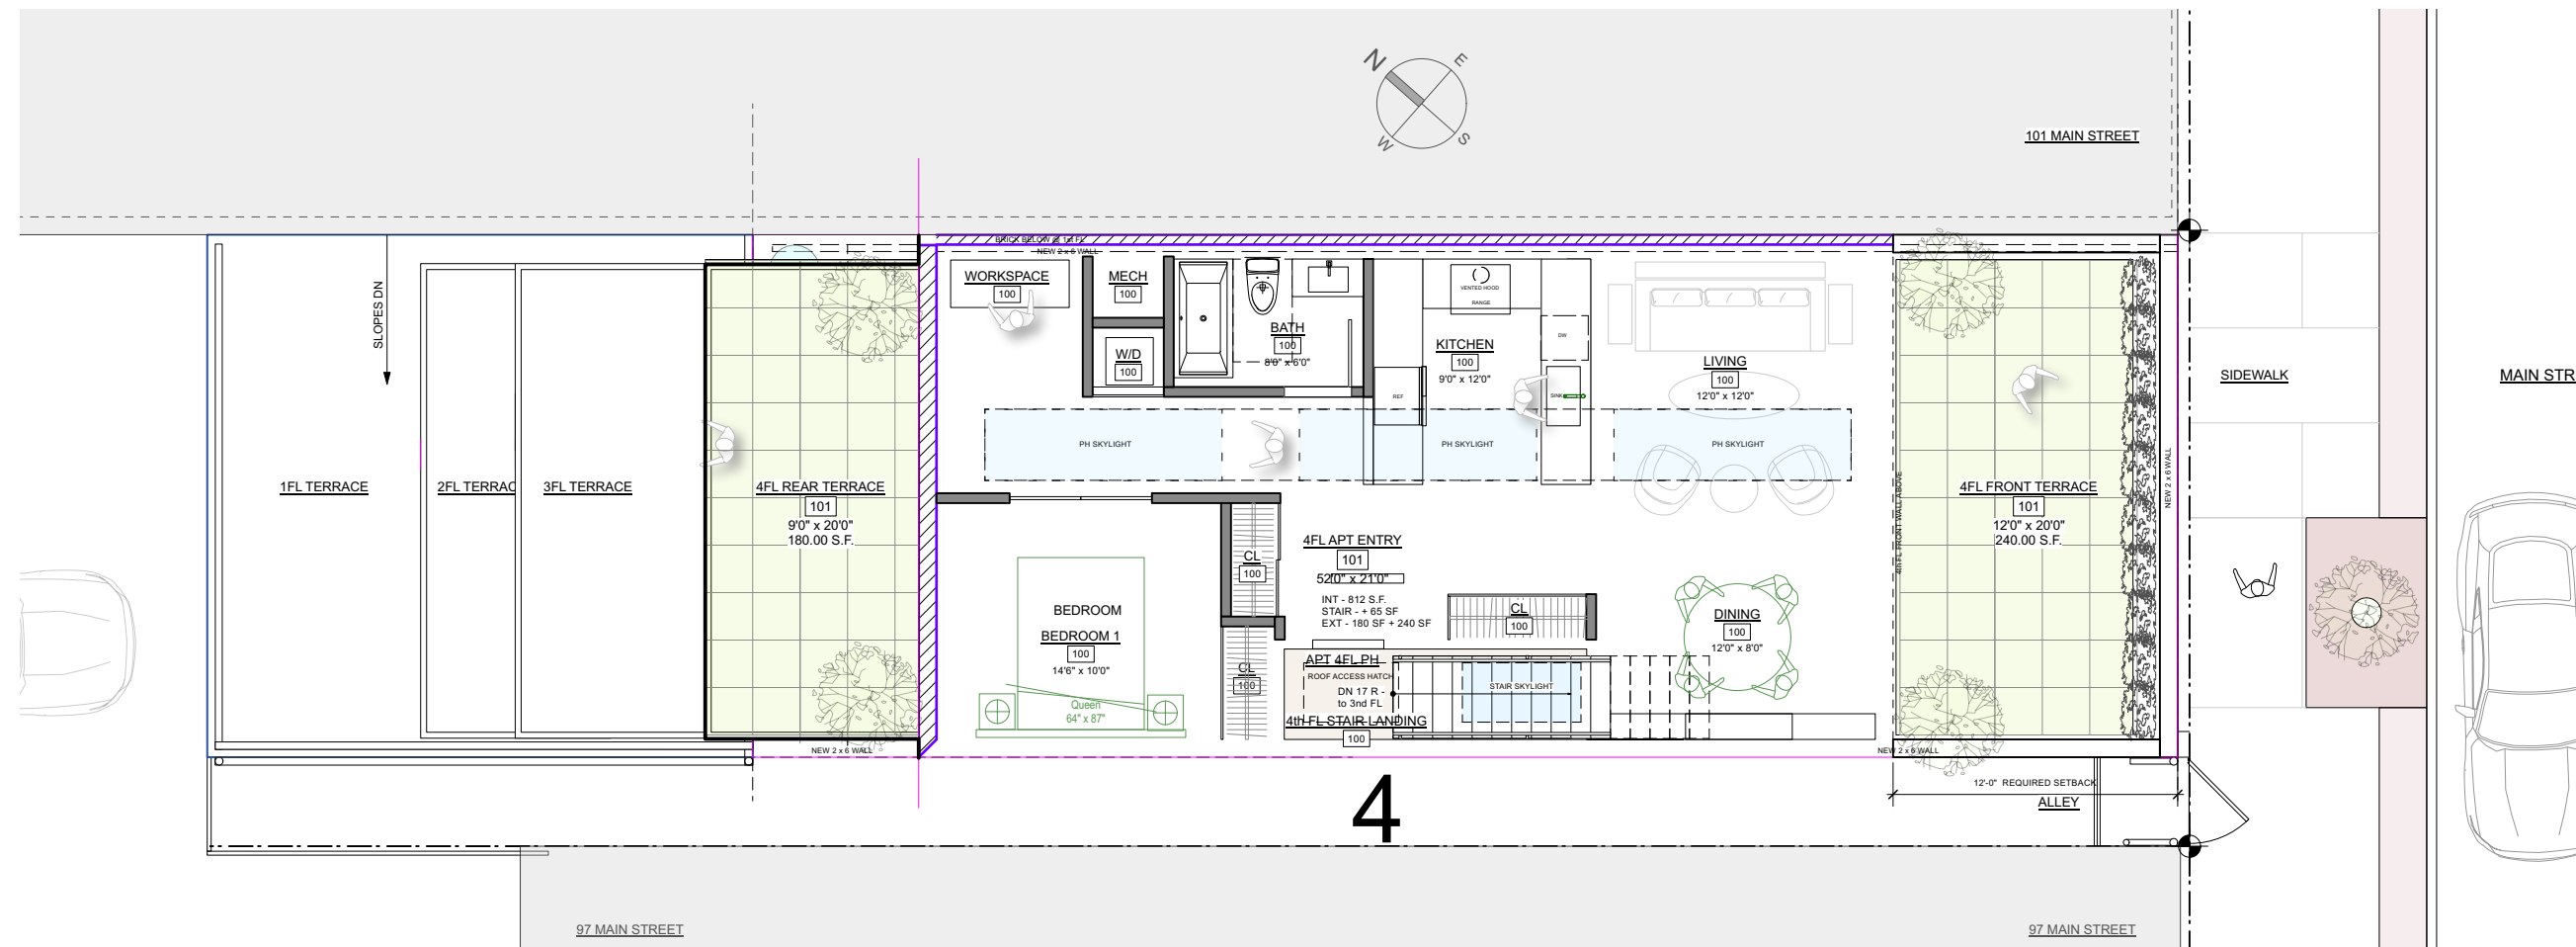 N
E
W
S
101 MAIN STREET
BRICK BELOW @ 1st FL
NEW 2 x 6 WALL
SLOPES DN
WORKSPACE
100
MECH
100
W/D
100
BATH
100
8'0" x 6'0"
VENTED HOOD
RANGE
KITCHEN
100
9'0" x 12'0"
DW
REF
SINK
LIVING
100
12'0" x 12'0"
SIDEWALK
MAIN STR
PH SKYLIGHT
PH SKYLIGHT
PH SKYLIGHT
1FL TERRACE
2FL TERRAC
3FL TERRACE
4FL REAR TERRACE
101
9'0" x 20'0"
180.00 S.F.
4th FL FRONT WALL ABOVE
4FL FRONT TERRACE
101
12'0" x 20'0"
240.00 S.F.
NEW 2 x 6 WALL
CL
100
4FL APT ENTRY
101
52'0" x 21'0"
INT - 812 S.F.
STAIR - + 65 SF
EXT - 180 SF + 240 SF
CL
100
DINING
100
12'0" x 8'0"
BEDROOM
BEDROOM 1
100
14'6" x 10'0"
Queen
64" x 87"
CL
100
APT 4FL PH
ROOF ACCESS HATCH
DN 17 R -
to 3nd FL
STAIR SKYLIGHT
4th FL STAIR LANDING
100
NEW 2 x 6 WALL
NEW 2 x 6 WALL
12'-0" REQUIRED SETBACK
ALLEY
4
97 MAIN STREET
97 MAIN STREET